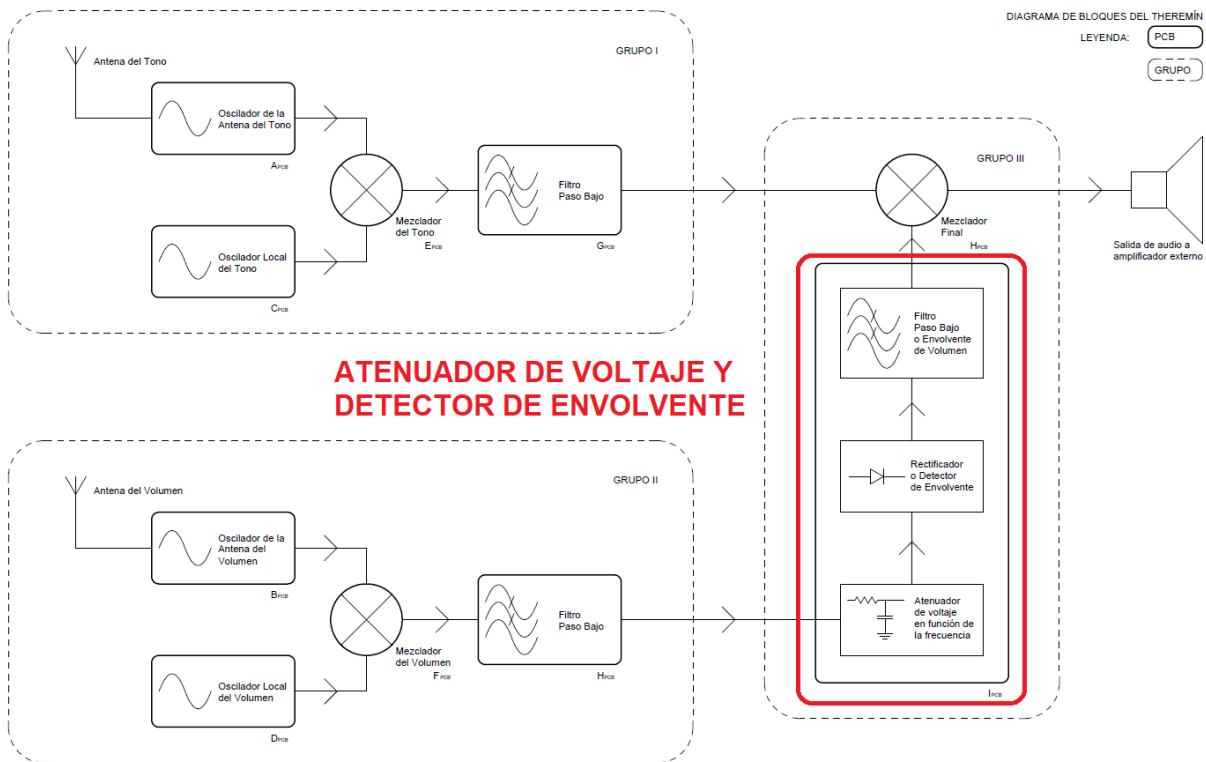 DIAGRAMA DE BLOQUES DEL THEREMÍN
LEYENDA:
PCB
GRUPO
GRUPO I
Antena del Tono
Oscilador de la
Antena del Tono
APCB
Oscilador Local
del Tono
CPCB
Mezclador
del Tono
EPCB
Filtro
Paso Bajo
GPCB
GRUPO III
Mezclador
Final
HPCB
Salida de audio a
amplificador externo
Filtro
Paso Bajo
o Envolvente
de Volumen
ATENUADOR DE VOLTAJE Y
DETECTOR DE ENVOLVENTE
Rectificador
o Detector
de Envolvente
Atenuador
de voltaje
en función de
la frecuencia
IPCB
GRUPO II
Antena del Volumen
Oscilador de la
Antena del
Volumen
BPCB
Oscilador Local
del Volumen
DPCB
Mezclador
del Volumen
FPCB
Filtro
Paso Bajo
HPCB